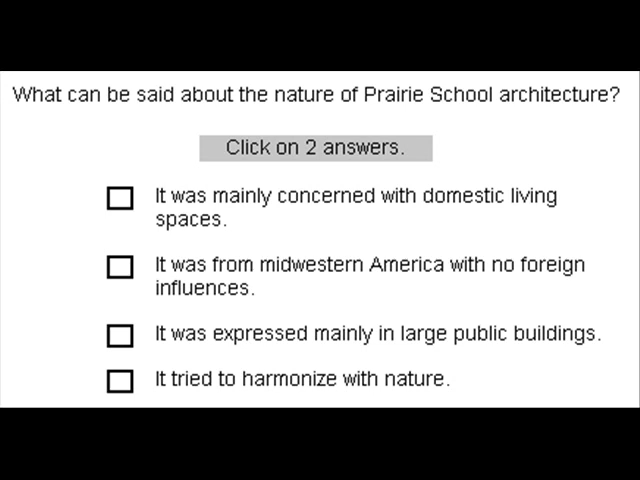 What can be said about the nature of Prairie School architecture?
Click on 2 answers.
It was mainly concerned with domestic living
spaces.
It was from midwestern America with no foreign
influences.
It was expressed mainly in large public buildings.
It tried to harmonize with nature.